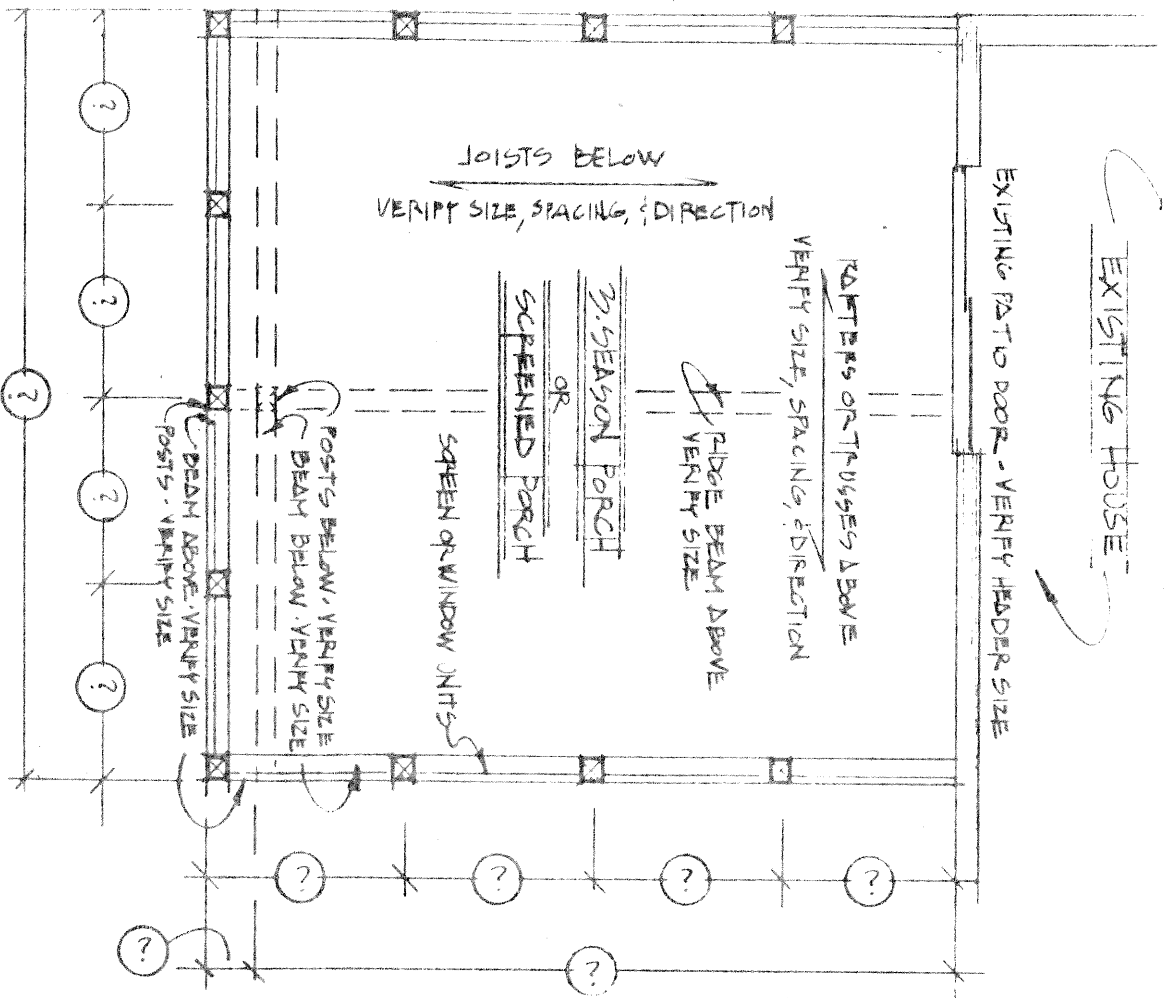 EXISTING HOUSE
EXISTING PATIO DOOR - VERIFY HEADER SIZE
JOISTS BELOW
VERIFY SIZE, SPACING, & DIRECTION
RAFTERS OR TRUSSES ABOVE
VERIFY SIZE, SPACING, & DIRECTION
RIDGE BEAM ABOVE
VERIFY SIZE
3-SEASON PORCH
OR
SCREENED PORCH
SCREEN OR WINDOW UNITS
POSTS BELOW - VERIFY SIZE
BEAM BELOW - VERIFY SIZE
BEAM ABOVE - VERIFY SIZE
POSTS - VERIFY SIZE
?
?
?
?
?
?
?
?
?
?
?